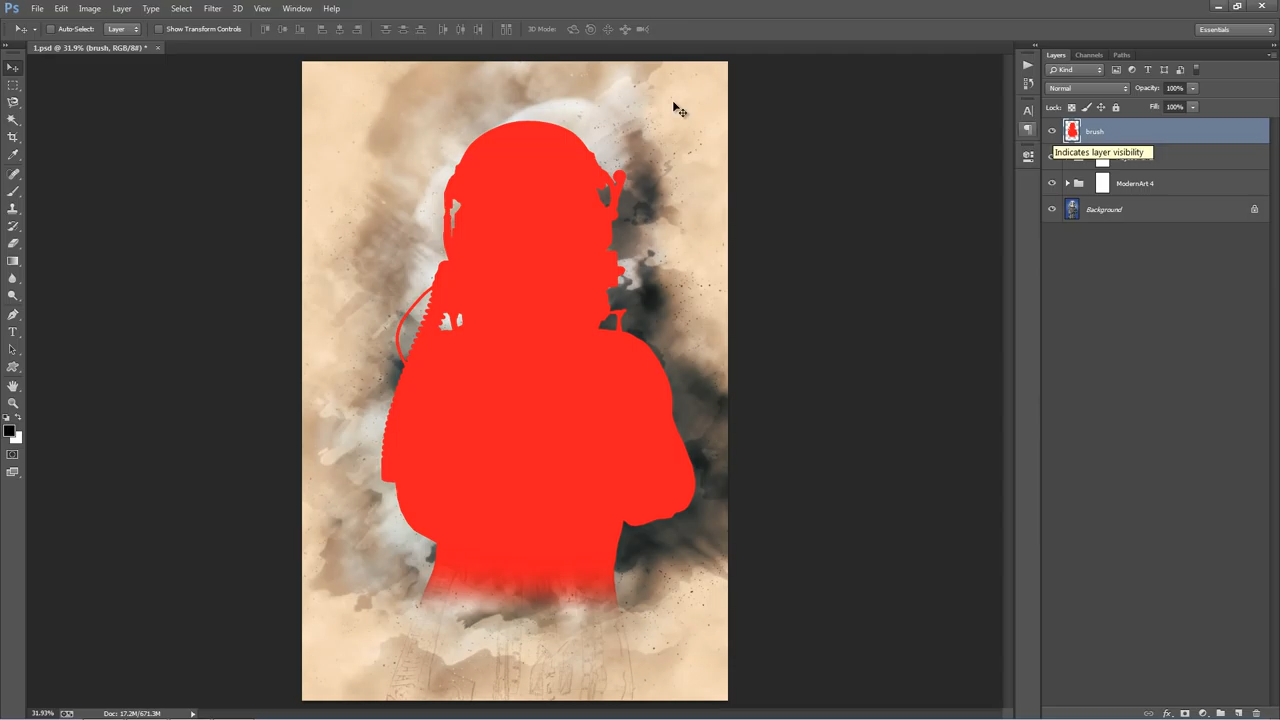 Ps File Edit Image Layer Type Select Filter 3D View Window Help
Auto-Select: Layer Show Transform Controls 3D Mode: Essentials
1.psd @ 31.9% (brush, RGB/8#) * ×
Layers Channels Paths
Kind
Normal Opacity: 100%
Lock: Fill: 100%
brush
Indicates layer visibility
ModernArt 4
Background
31.93% Doc: 17.2M/671.3M